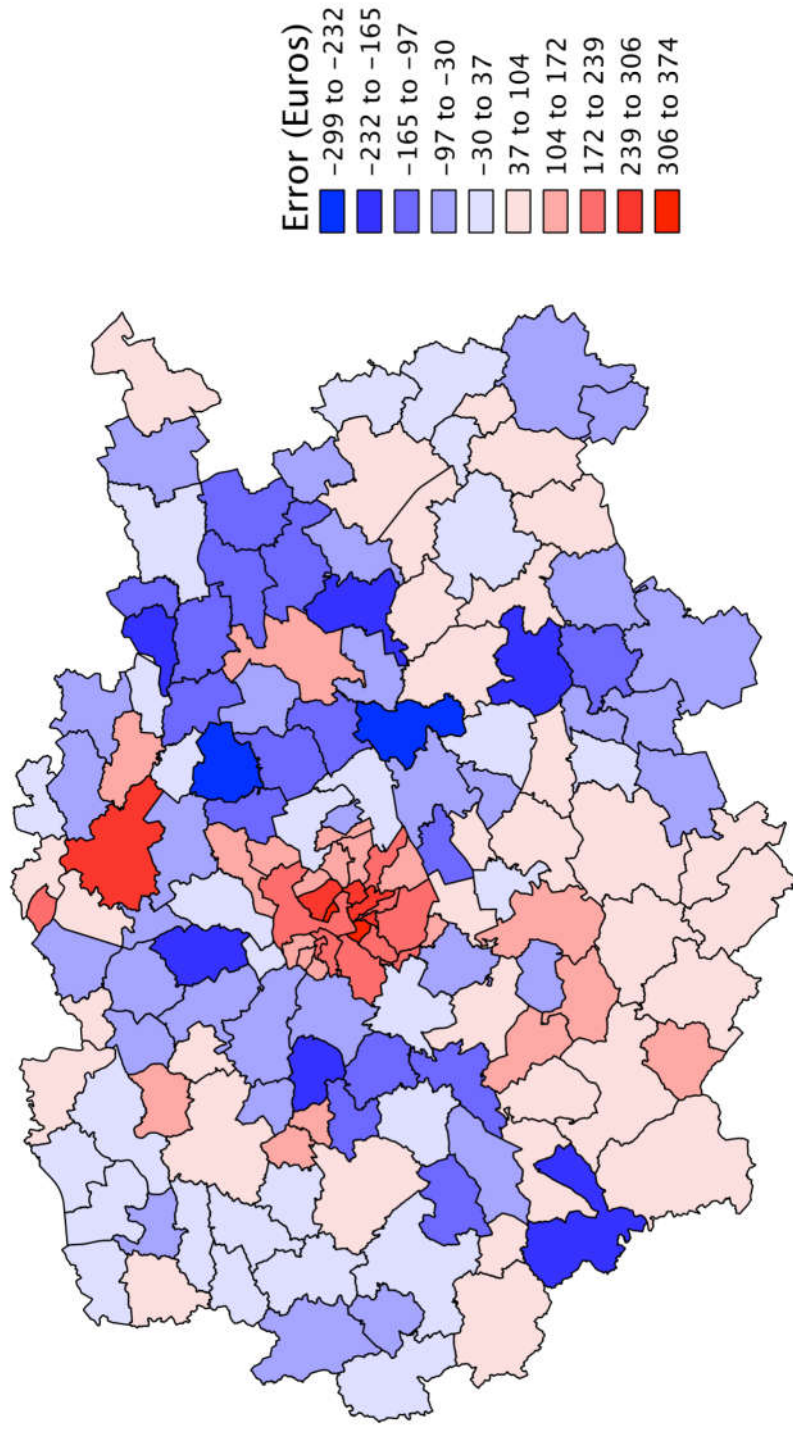 Error (Euros)
−299 to −232
−232 to −165
−165 to −97
−97 to −30
−30 to 37
37 to 104
104 to 172
172 to 239
239 to 306
306 to 374